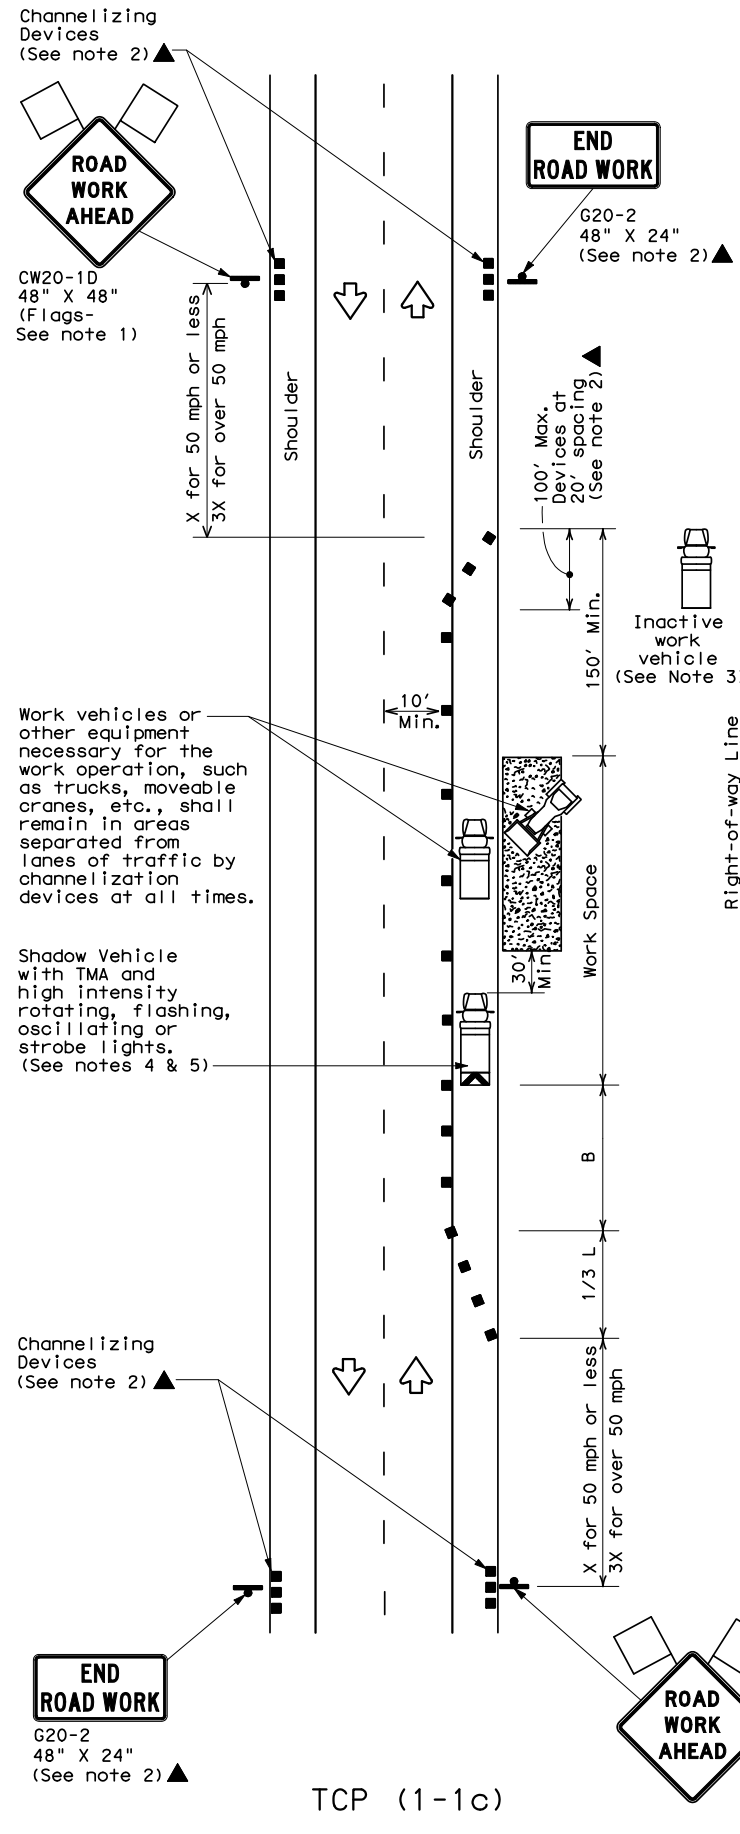 Channelizing
Devices
(See note 2)
ROAD
WORK
AHEAD
CW20-1D
48" X 48"
(Flags-
See note 1)
END
ROAD WORK
G20-2
48" X 24"
(See note 2)
X for 50 mph or less
3X for over 50 mph
Shoulder
Shoulder
100' Max.
Devices at
20' spacing
(See note 2)
150' Min.
Inactive
work
vehicle
(See Note 3)
10'
Min.
Work vehicles or
other equipment
necessary for the
work operation, such
as trucks, moveable
cranes, etc., shall
remain in areas
separated from
lanes of traffic by
channelization
devices at all times.
Right-of-way Line
Work Space
30'
Min.
Shadow Vehicle
with TMA and
high intensity
rotating, flashing,
oscillating or
strobe lights.
(See notes 4 & 5)
B
1/3 L
Channelizing
Devices
(See note 2)
X for 50 mph or less
3X for over 50 mph
END
ROAD WORK
G20-2
48" X 24"
(See note 2)
ROAD
WORK
AHEAD
TCP (1-1c)